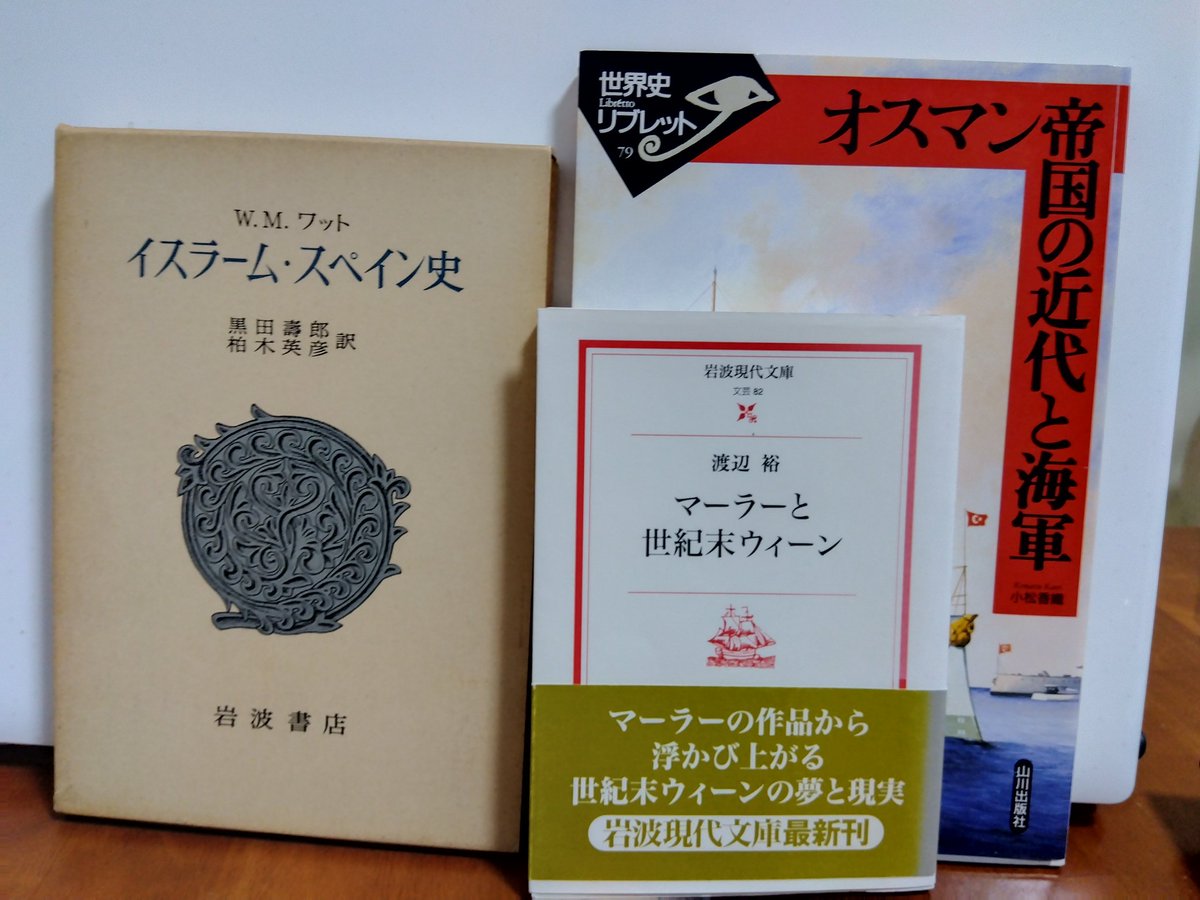 W.M. ワット
イスラーム・スペイン史
黒田壽郎
柏木英彦 訳
岩波書店
岩波現代文庫
文芸 82
渡辺 裕
マーラーと
世紀末ウィーン
マーラーの作品から
浮かび上がる
世紀末ウィーンの夢と現実
岩波現代文庫最新刊
世界史
Libretto
リブレット
79
オスマン帝国の近代と海軍
Komatsu Kaori
小松香織
山川出版社